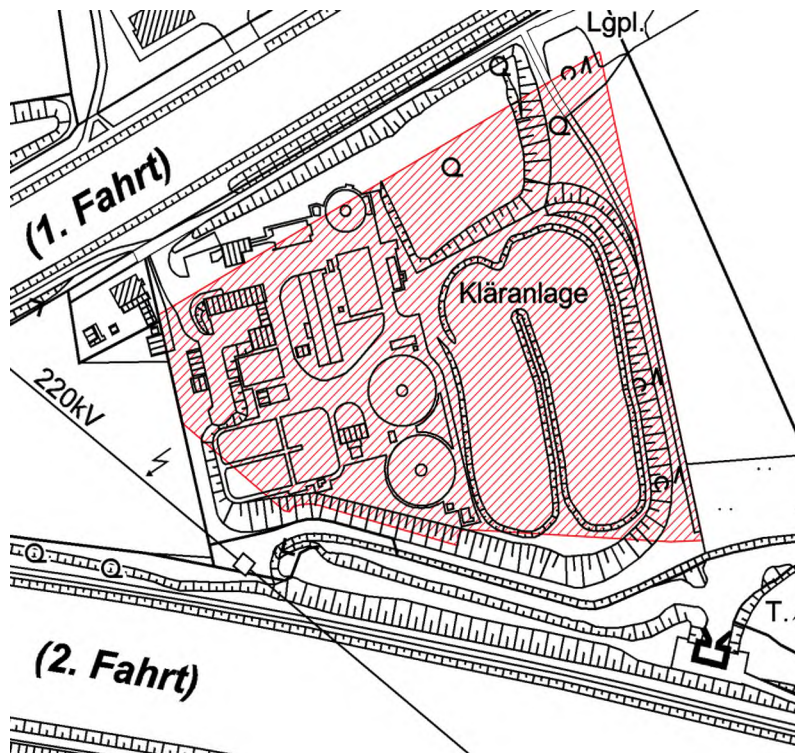 Lgpl.
(1. Fahrt)
Kläranlage
220kV
(2. Fahrt)
T.